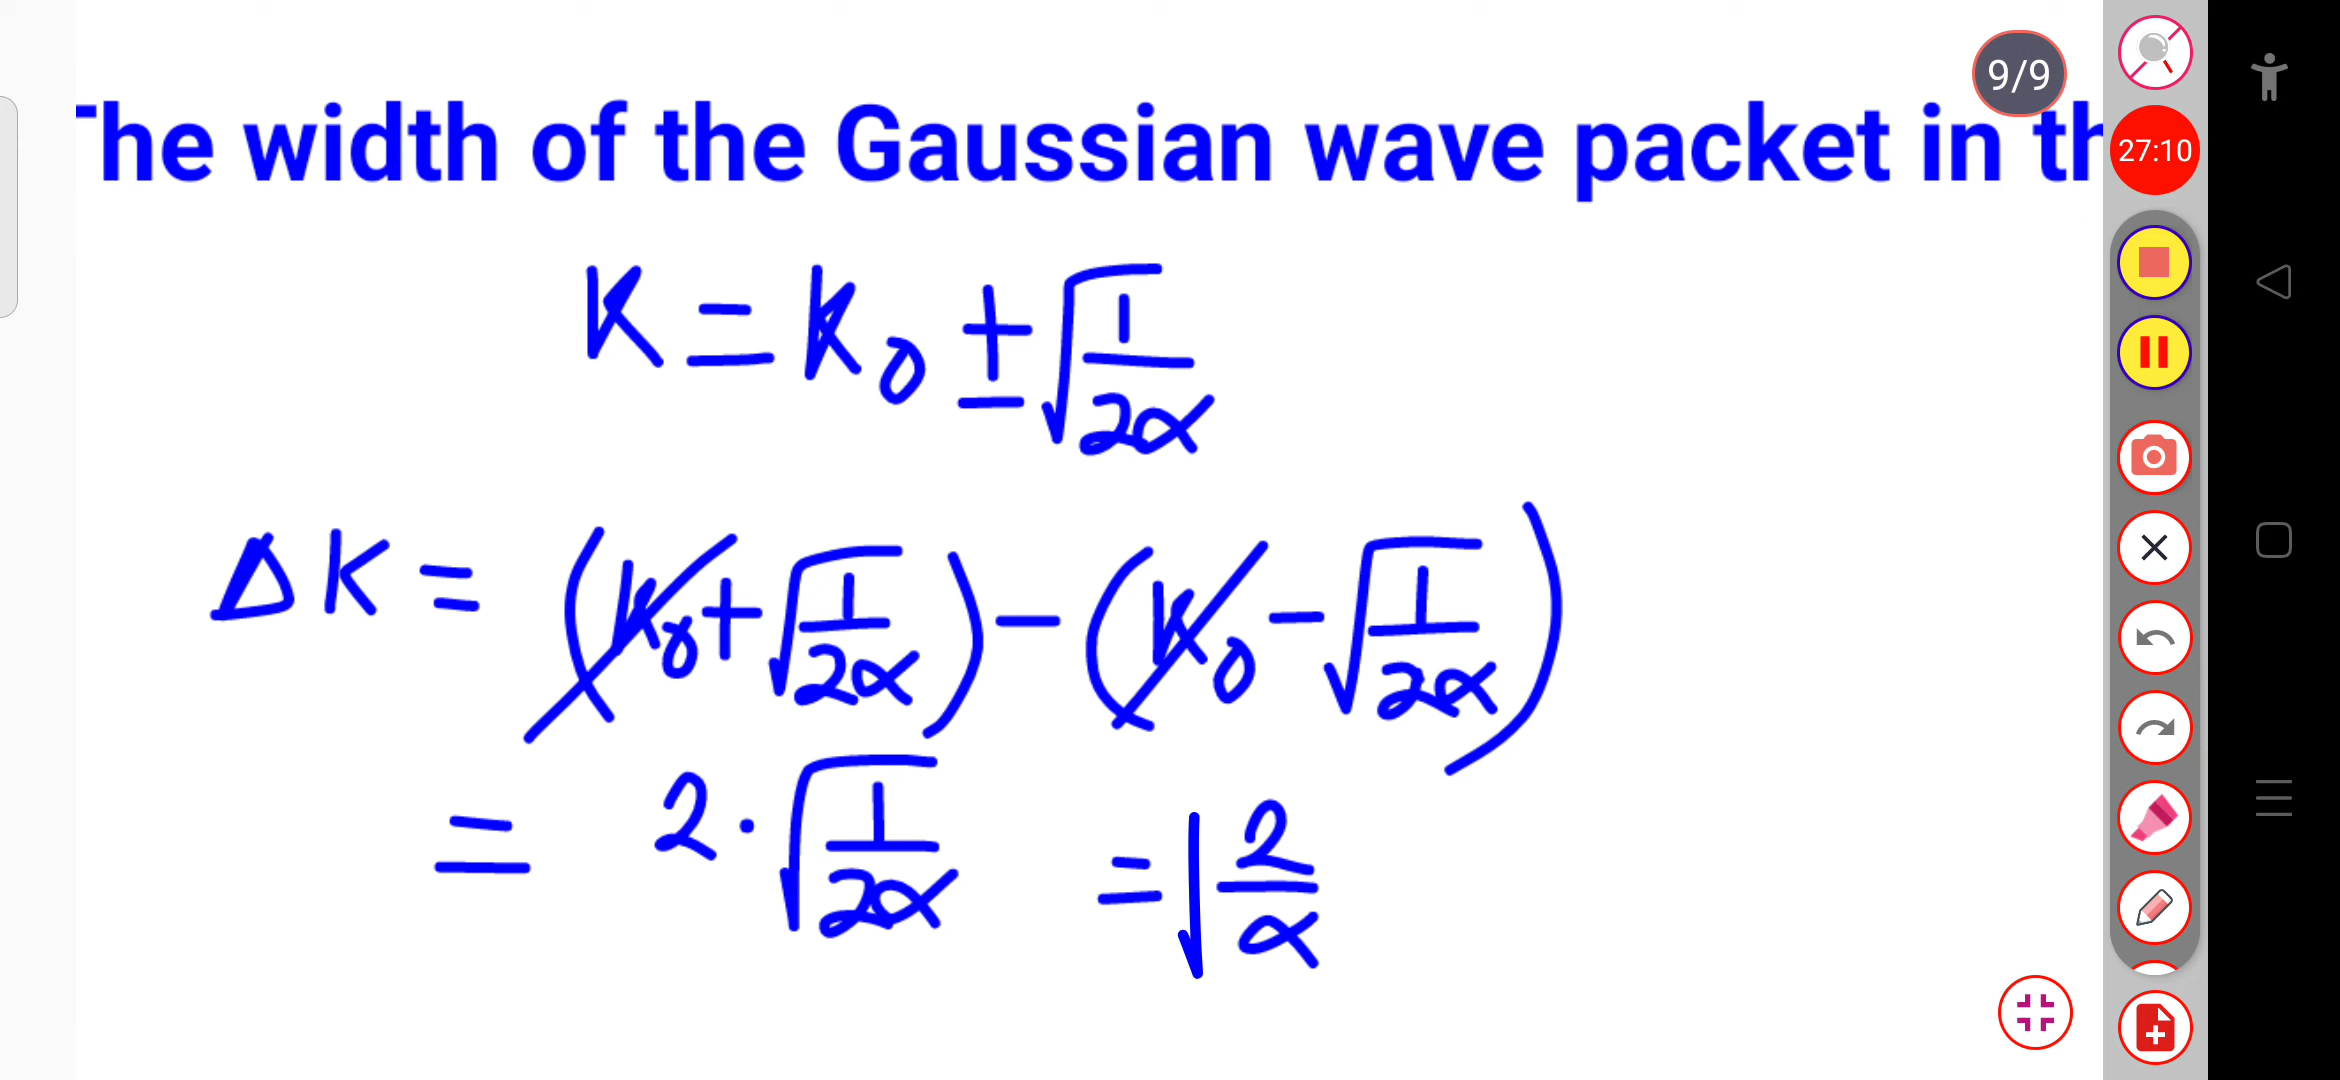 9/9
he width of the Gaussian wave packet in th
27:10
K = K₀ ± √(1/2α)
ΔK = (K₀ + √(1/2α)) − (K₀ − √(1/2α))
= 2 · √(1/2α) = √(2/α)